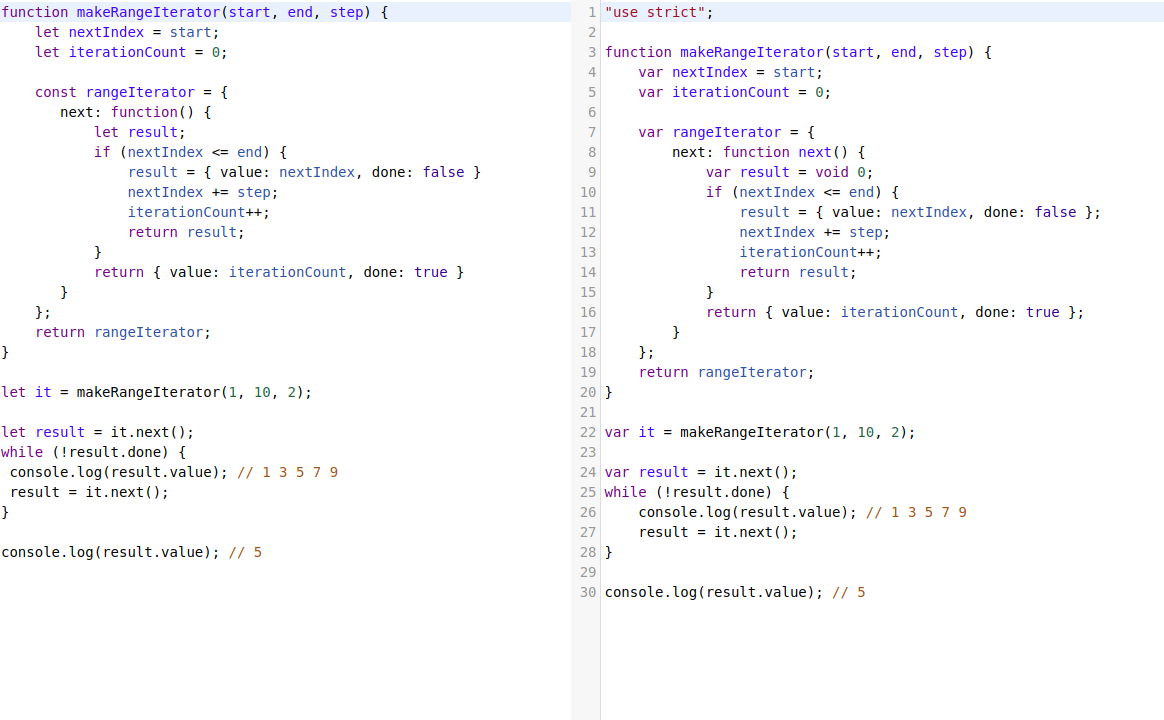 function makeRangeIterator(start, end, step) {
    let nextIndex = start;
    let iterationCount = 0;

    const rangeIterator = {
       next: function() {
           let result;
           if (nextIndex <= end) {
               result = { value: nextIndex, done: false }
               nextIndex += step;
               iterationCount++;
               return result;
           }
           return { value: iterationCount, done: true }
       }
    };
    return rangeIterator;
}

let it = makeRangeIterator(1, 10, 2);

let result = it.next();
while (!result.done) {
 console.log(result.value); // 1 3 5 7 9
 result = it.next();
}

console.log(result.value); // 5

1 "use strict";
2
3 function makeRangeIterator(start, end, step) {
4     var nextIndex = start;
5     var iterationCount = 0;
6
7     var rangeIterator = {
8         next: function next() {
9             var result = void 0;
10             if (nextIndex <= end) {
11                 result = { value: nextIndex, done: false };
12                 nextIndex += step;
13                 iterationCount++;
14                 return result;
15             }
16             return { value: iterationCount, done: true };
17         }
18     };
19     return rangeIterator;
20 }
21
22 var it = makeRangeIterator(1, 10, 2);
23
24 var result = it.next();
25 while (!result.done) {
26     console.log(result.value); // 1 3 5 7 9
27     result = it.next();
28 }
29
30 console.log(result.value); // 5